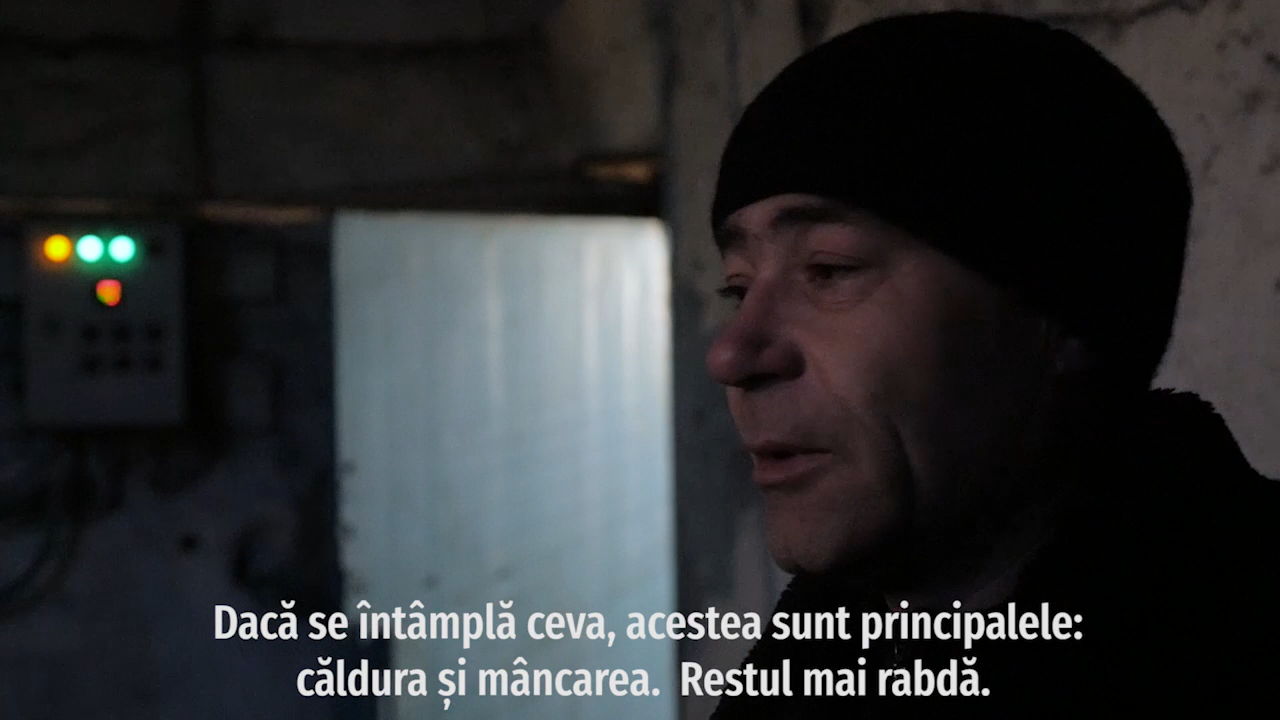 Dacă se întâmplă ceva, acestea sunt principalele:
căldura și mâncarea.  Restul mai rabdă.